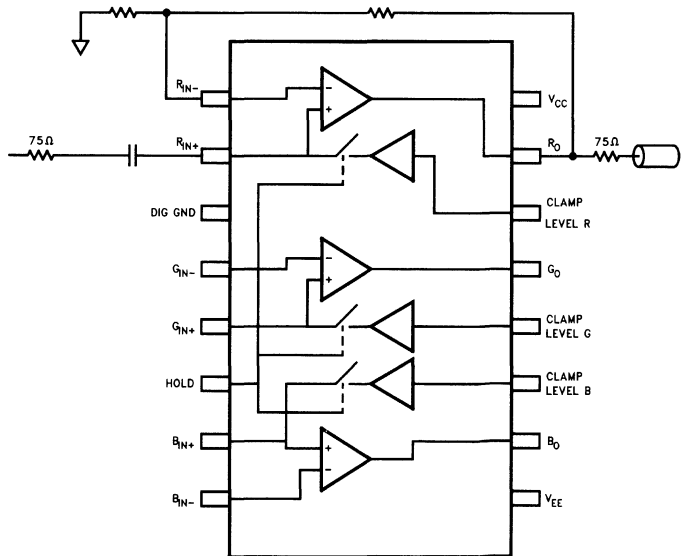 R_IN-
V_CC
75Ω
R_IN+
R_O
75Ω
DIG GND
CLAMP
LEVEL R
G_IN-
G_O
G_IN+
CLAMP
LEVEL G
HOLD
CLAMP
LEVEL B
B_IN+
B_O
B_IN-
V_EE
-
+
-
+
+
-